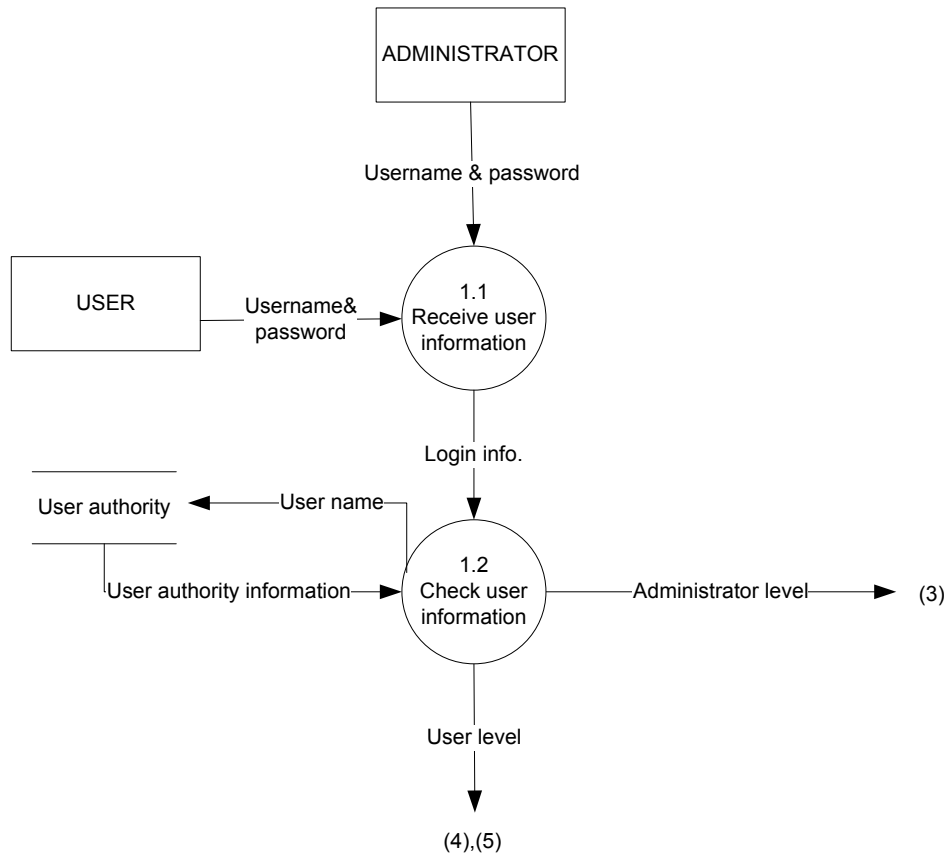 ADMINISTRATOR
Username & password
USER
Username&
password
1.1
Receive user
information
Login info.
User authority
User name
1.2
Check user
information
User authority information
Administrator level
(3)
User level
(4),(5)